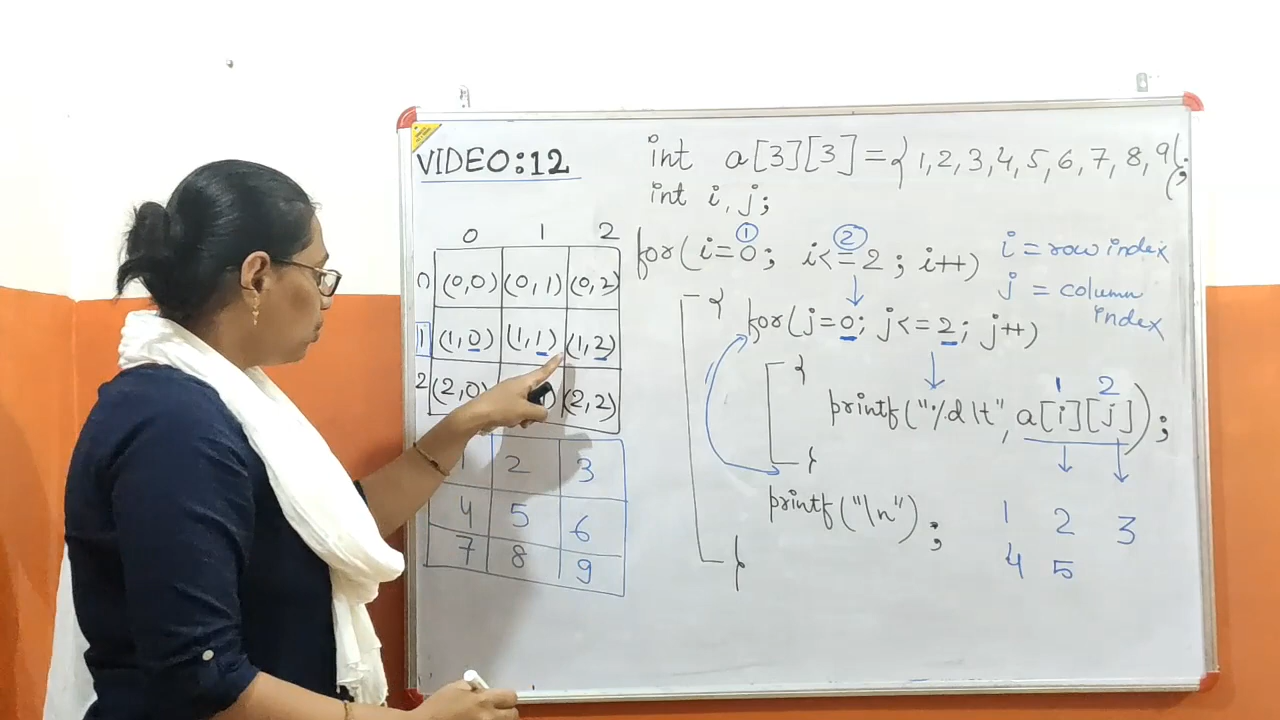 VIDEO:12
int a[3][3]={1,2,3,4,5,6,7,8,9};
int i,j;
0 1 2
0 (0,0) (0,1) (0,2)
1 (1,0) (1,1) (1,2)
2 (2,0) (2,2)
1 2 3
4 5 6
7 8 9
1 2
for(i=0; i<=2; i++)
{
for(j=0; j<=2; j++)
{
1 2
printf("%d\t", a[i][j]);
}
printf("\n");
}
i = row index
j = column
index
1 2 3
4 5